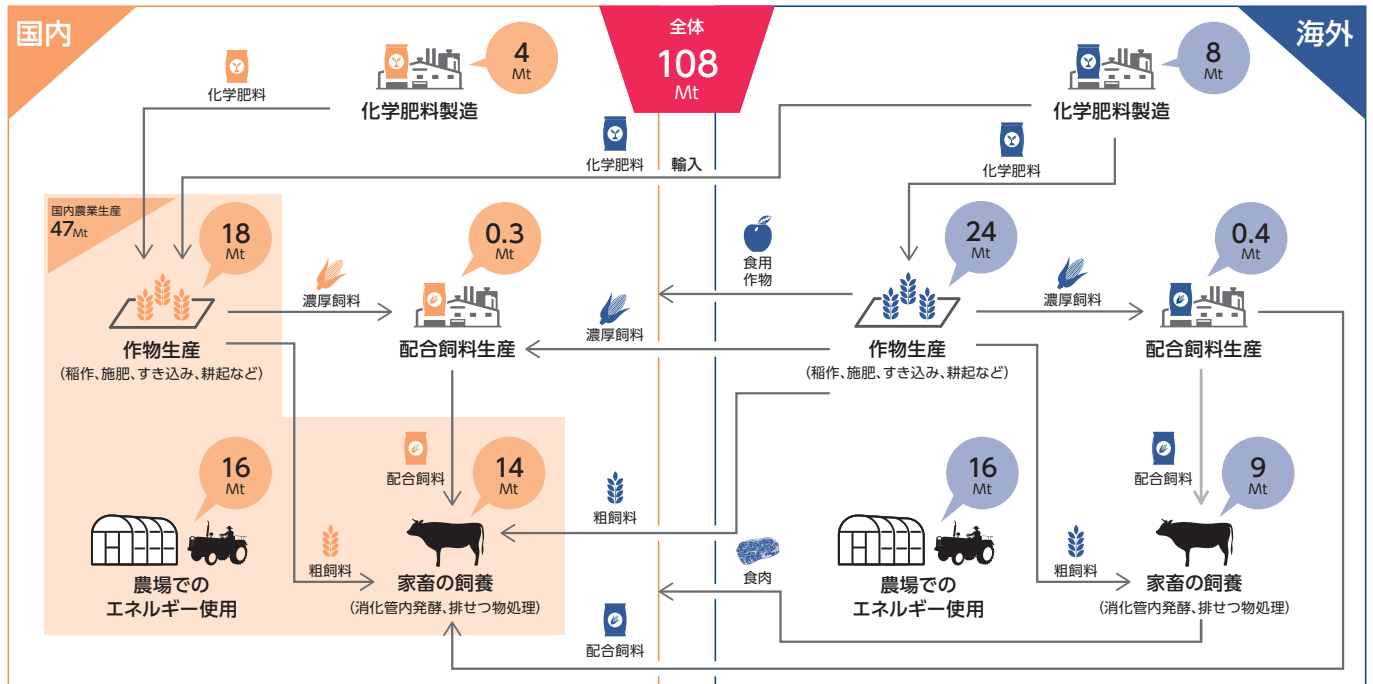 国内
全体
108
Mt
海外
4
Mt
化学肥料
化学肥料製造
8
Mt
化学肥料製造
化学肥料
輸入
化学肥料
国内農業生産
47Mt
18
Mt
0.3
Mt
濃厚飼料
作物生産
(稲作、施肥、すき込み、耕起など)
配合飼料生産
食用
作物
濃厚飼料
24
Mt
0.4
Mt
濃厚飼料
作物生産
(稲作、施肥、すき込み、耕起など)
配合飼料生産
16
Mt
配合飼料
14
Mt
粗飼料
農場での
エネルギー使用
粗飼料
家畜の飼養
(消化管内発酵、排せつ物処理)
食肉
配合飼料
16
Mt
配合飼料
9
Mt
農場での
エネルギー使用
粗飼料
家畜の飼養
(消化管内発酵、排せつ物処理)